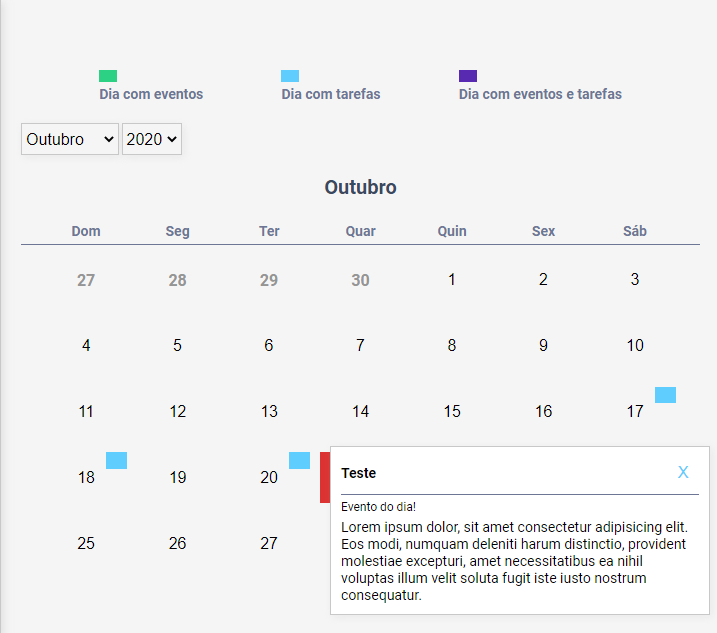 Dia com eventos Dia com tarefas Dia com eventos e tarefas
Outubro 2020
Outubro
Dom Seg Ter Quar Quin Sex Sáb
27 28 29 30 1 2 3
4 5 6 7 8 9 10
11 12 13 14 15 16 17
18 19 20
25 26 27
Teste X
Evento do dia!
Lorem ipsum dolor, sit amet consectetur adipisicing elit.
Eos modi, numquam deleniti harum distinctio, provident
molestiae excepturi, amet necessitatibus ea nihil
voluptas illum velit soluta fugit iste iusto nostrum
consequatur.